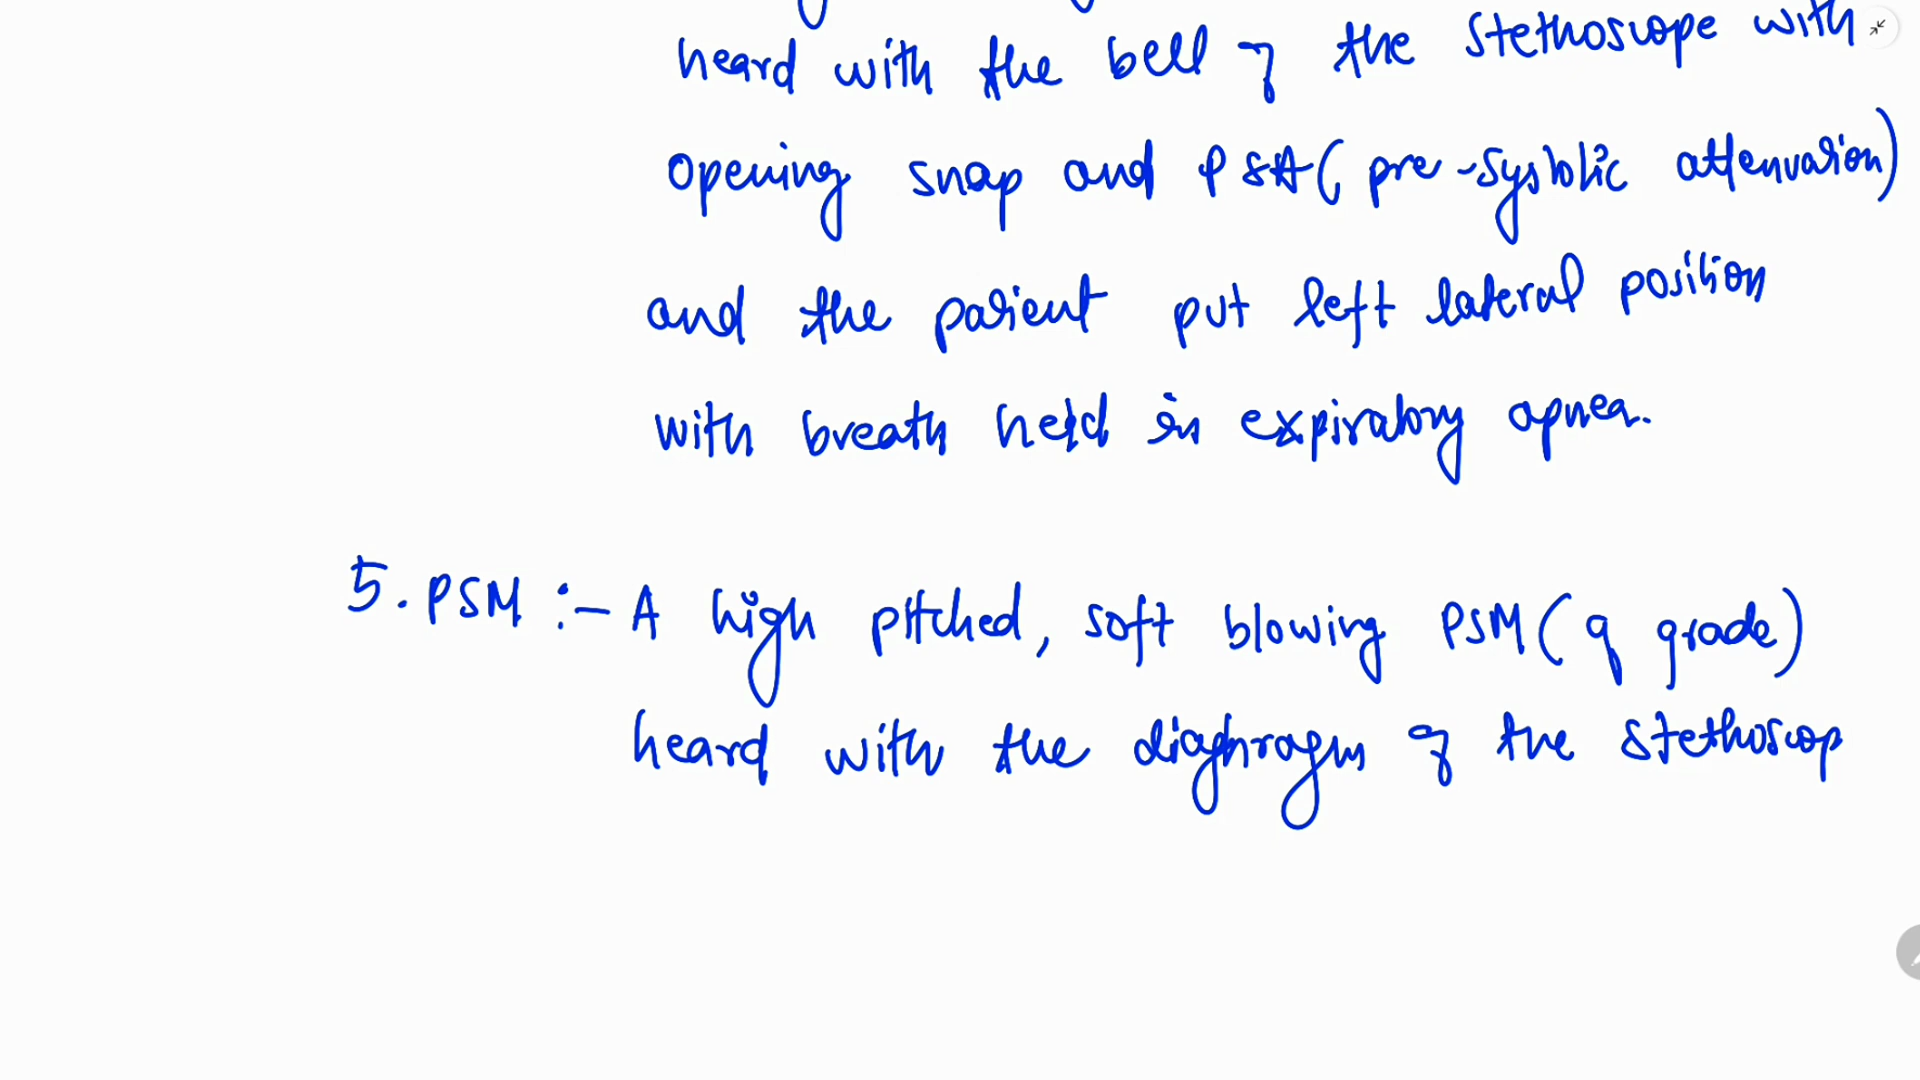 heard with the bell of the stethoscope with
opening snap and PSA (pre-systolic attenuation)
and the patient put left lateral position
with breath held in expiratory apnea.
5. PSM :- A high pitched, soft blowing PSM (q grade)
heard with the diaghragm of the stethoscop